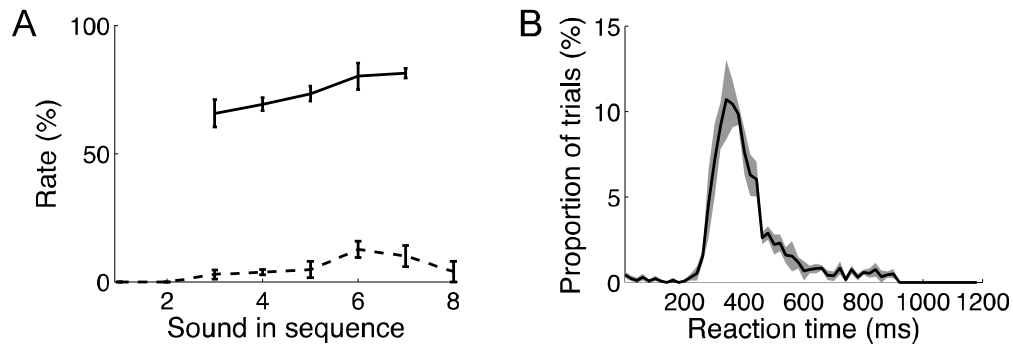 A
100
50
0
Rate (%)
2 4 6 8
Sound in sequence
B
15
10
5
0
Proportion of trials (%)
200 400 600 800 1000 1200
Reaction time (ms)